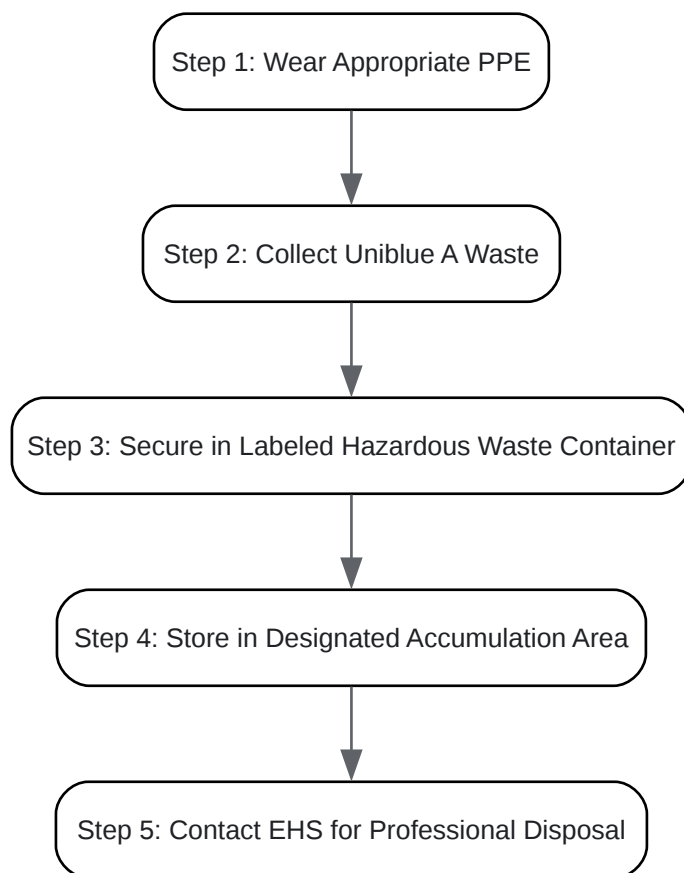 Step 1: Wear Appropriate PPE
Step 2: Collect Uniblue A Waste
Step 3: Secure in Labeled Hazardous Waste Container
Step 4: Store in Designated Accumulation Area
Step 5: Contact EHS for Professional Disposal